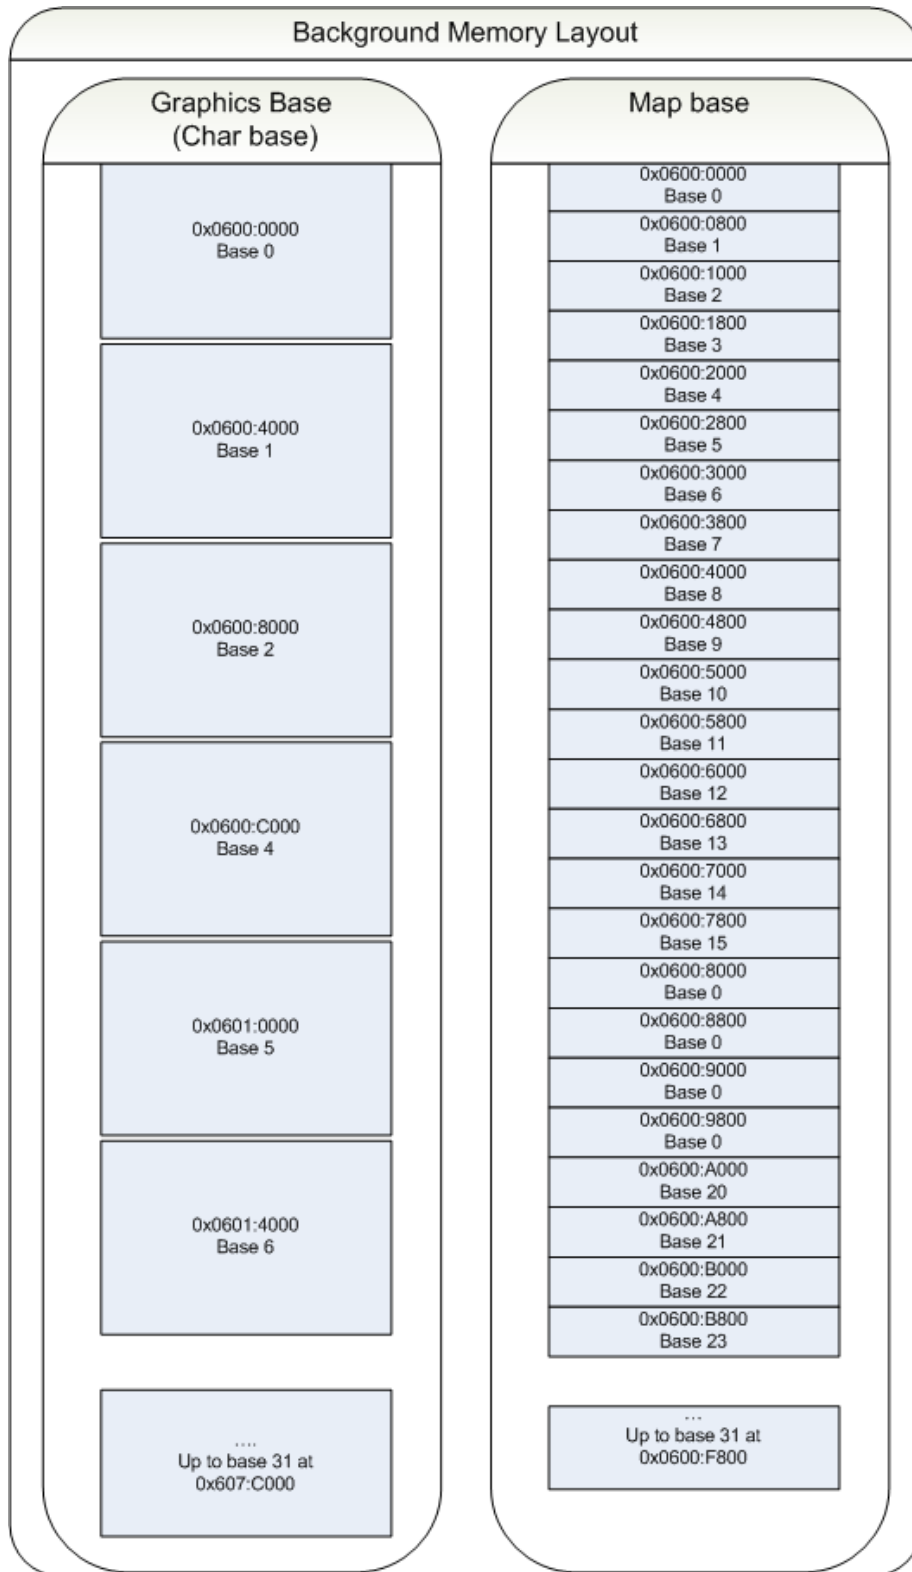 Background Memory Layout
Graphics Base
(Char base)
0x0600:0000
Base 0
0x0600:4000
Base 1
0x0600:8000
Base 2
0x0600:C000
Base 4
0x0601:0000
Base 5
0x0601:4000
Base 6
....
Up to base 31 at
0x607:C000
Map base
0x0600:0000
Base 0
0x0600:0800
Base 1
0x0600:1000
Base 2
0x0600:1800
Base 3
0x0600:2000
Base 4
0x0600:2800
Base 5
0x0600:3000
Base 6
0x0600:3800
Base 7
0x0600:4000
Base 8
0x0600:4800
Base 9
0x0600:5000
Base 10
0x0600:5800
Base 11
0x0600:6000
Base 12
0x0600:6800
Base 13
0x0600:7000
Base 14
0x0600:7800
Base 15
0x0600:8000
Base 0
0x0600:8800
Base 0
0x0600:9000
Base 0
0x0600:9800
Base 0
0x0600:A000
Base 20
0x0600:A800
Base 21
0x0600:B000
Base 22
0x0600:B800
Base 23
...
Up to base 31 at
0x0600:F800